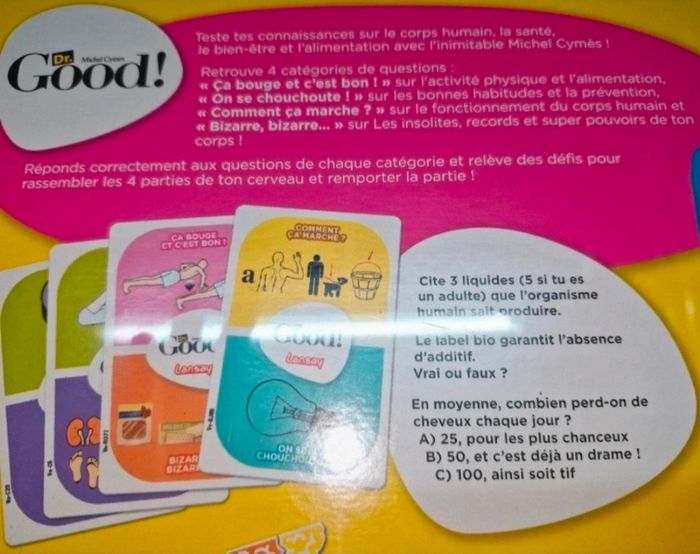 Dr.
Michel Cymes
Good!
Teste tes connaissances sur le corps humain, la santé,
le bien-être et l'alimentation avec l'inimitable Michel Cymès !
Retrouve 4 catégories de questions :
« Ça bouge et c'est bon ! » sur l'activité physique et l'alimentation,
« On se chouchoute ! » sur les bonnes habitudes et la prévention,
« Comment ça marche ? » sur le fonctionnement du corps humain et
« Bizarre, bizarre... » sur Les insolites, records et super pouvoirs de ton
corps !
Réponds correctement aux questions de chaque catégorie et relève des défis pour
rassembler les 4 parties de ton cerveau et remporter la partie !
ÇA BOUGE
ET C'EST BON !
Dr.
Good
Lansay
BIZAR
BIZAR
COMMENT
ÇA MARCHE ?
a
Good!
Lansay
ON SE
CHOUCHOU
Cite 3 liquides (5 si tu es
un adulte) que l'organisme
humain sait produire.
Le label bio garantit l'absence
d'additif.
Vrai ou faux ?
En moyenne, combien perd-on de
cheveux chaque jour ?
A) 25, pour les plus chanceux
B) 50, et c'est déjà un drame !
C) 100, ainsi soit tif